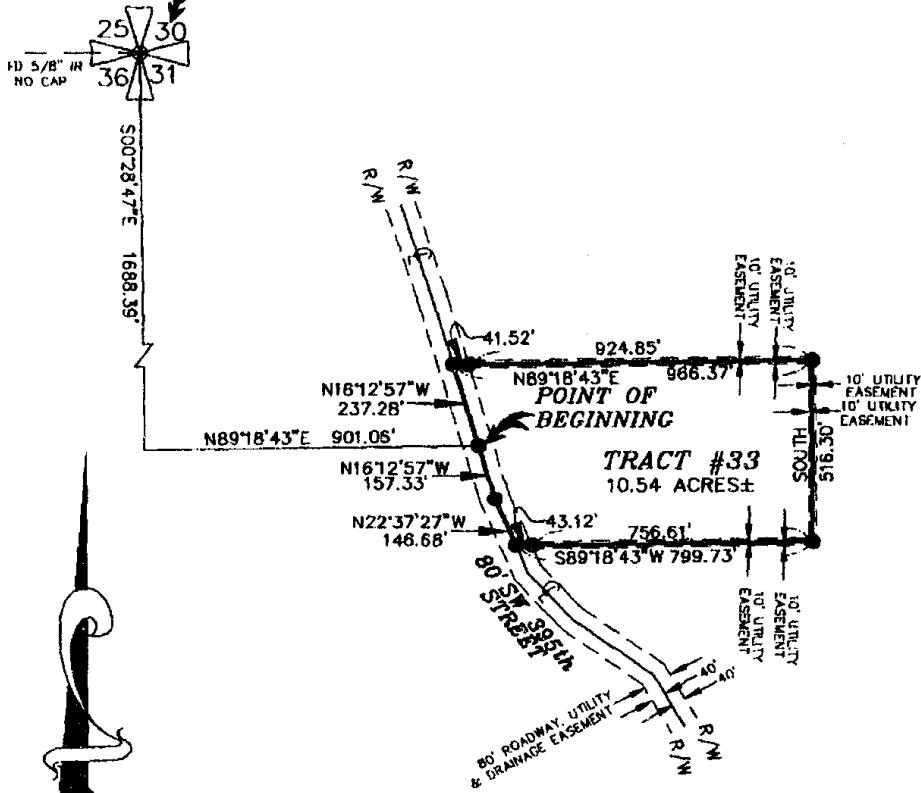 25 30
36 31
FD 5/8" IR
NO CAP
S00°28'47"E 1688.39'
R/W
R/W
41.52'
924.85'
N89°18'43"E
966.37'
10' UTILITY
EASEMENT
10' UTILITY
EASEMENT
10' UTILITY
EASEMENT
10' UTILITY
EASEMENT
N16°12'57"W
237.28'
POINT OF
BEGINNING
N89°18'43"E 901.06'
N16°12'57"W
157.33'
TRACT #33
10.54 ACRES±
SOUTH
516.30'
N22°37'27"W
146.68'
43.12'
756.61'
S89°18'43"W 799.73'
10' UTILITY
EASEMENT
10' UTILITY
EASEMENT
80' SW 395th
STREET
40'
40'
80' ROADWAY, UTILITY
& DRAINAGE EASEMENT
R/W
R/W